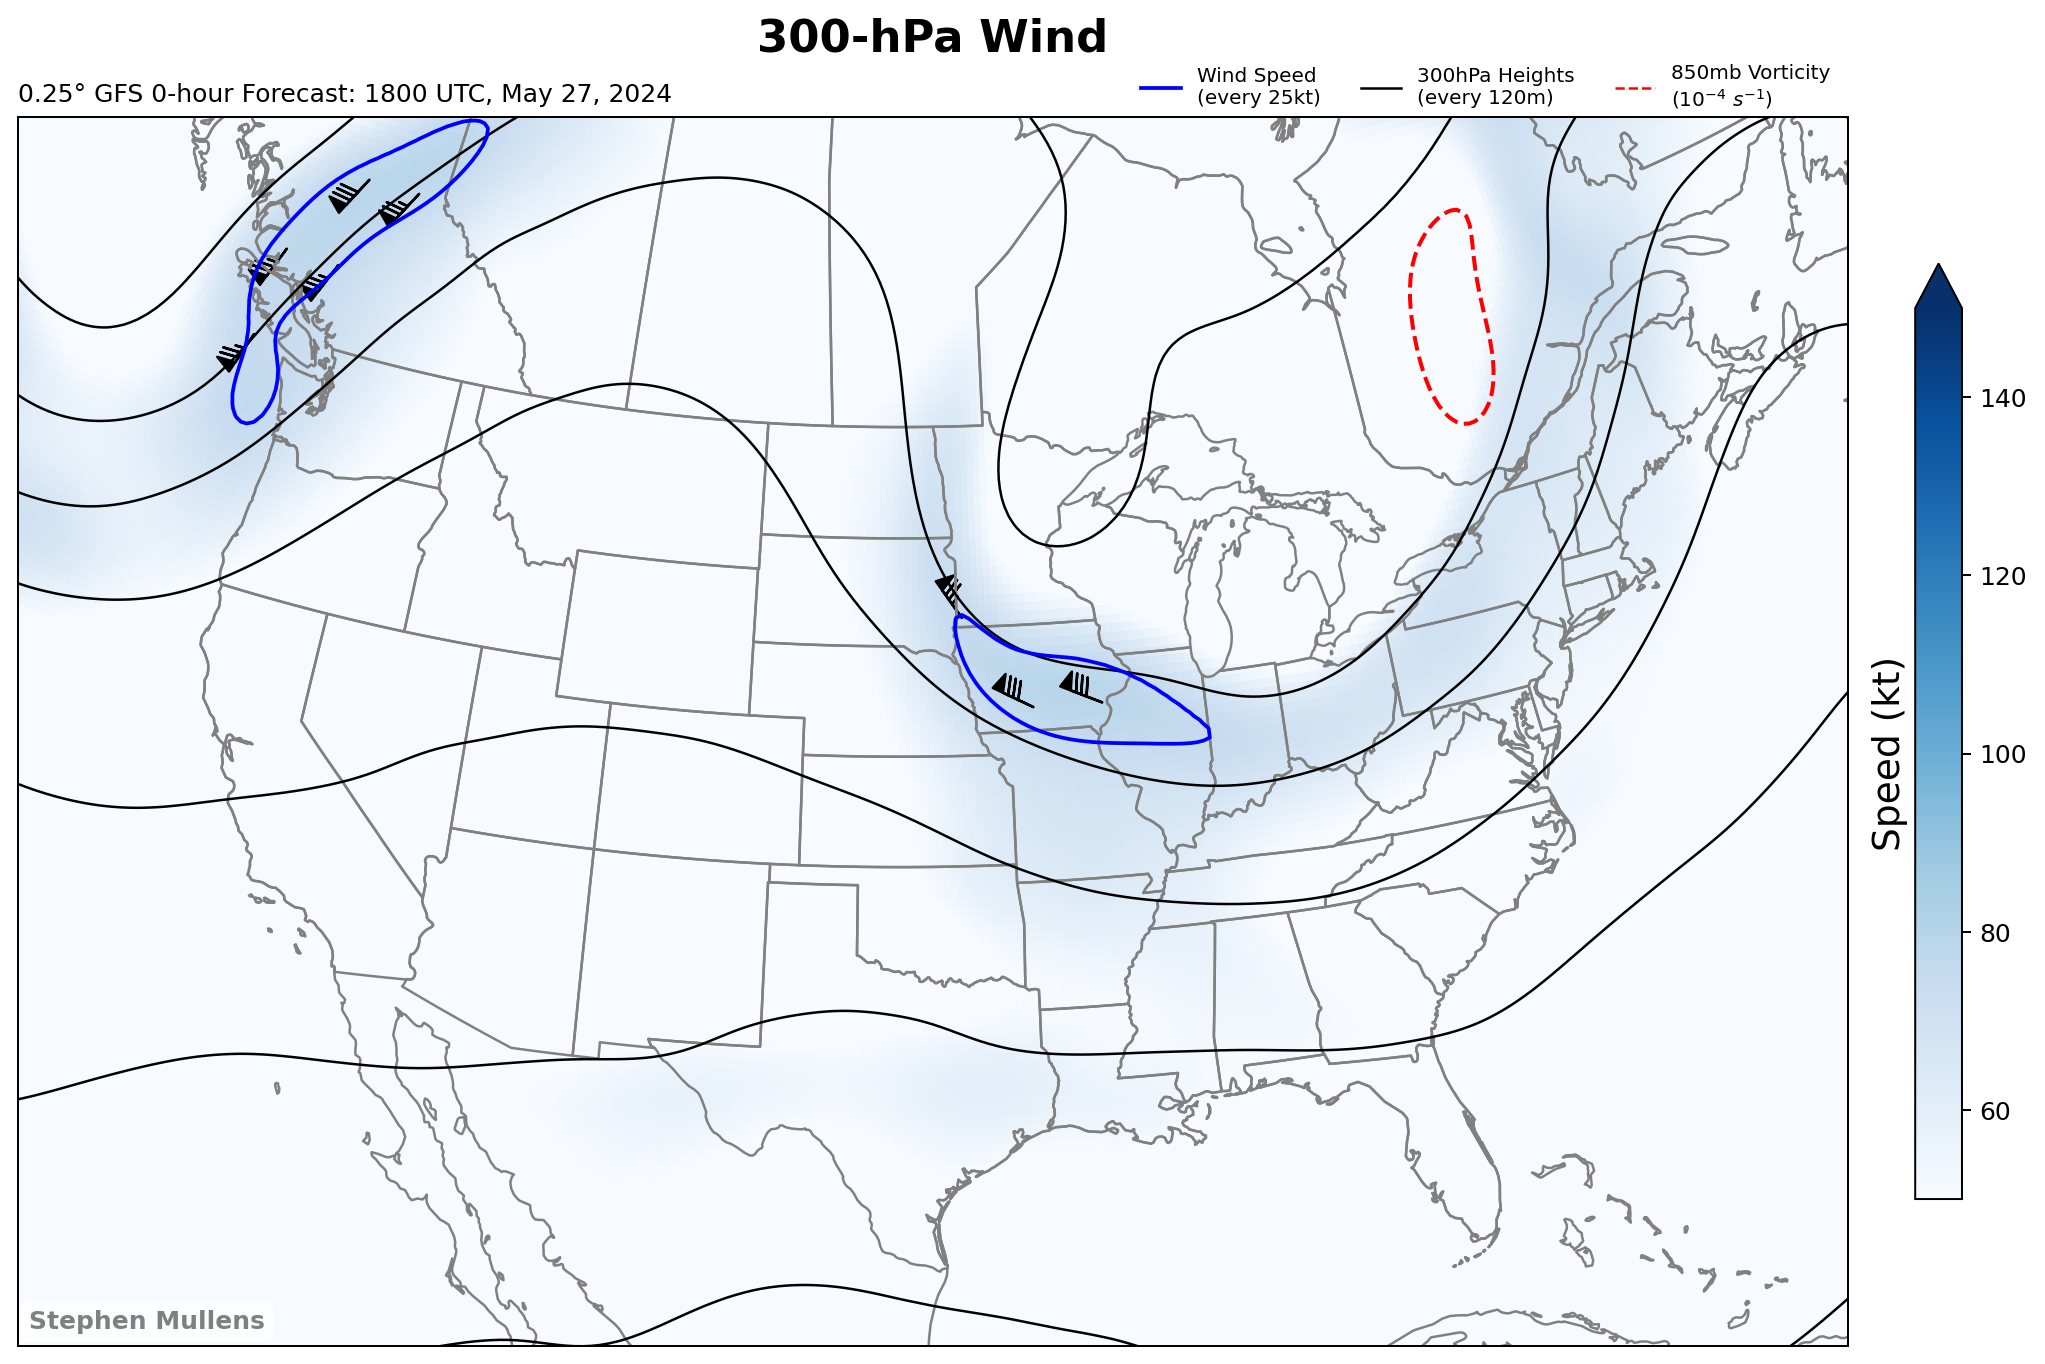 300-hPa Wind
0.25° GFS 0-hour Forecast: 1800 UTC, May 27, 2024
Wind Speed
(every 25kt)
300hPa Heights
(every 120m)
850mb Vorticity
(10⁻⁴ s⁻¹)
140
120
100
80
60
Speed (kt)
Stephen Mullens